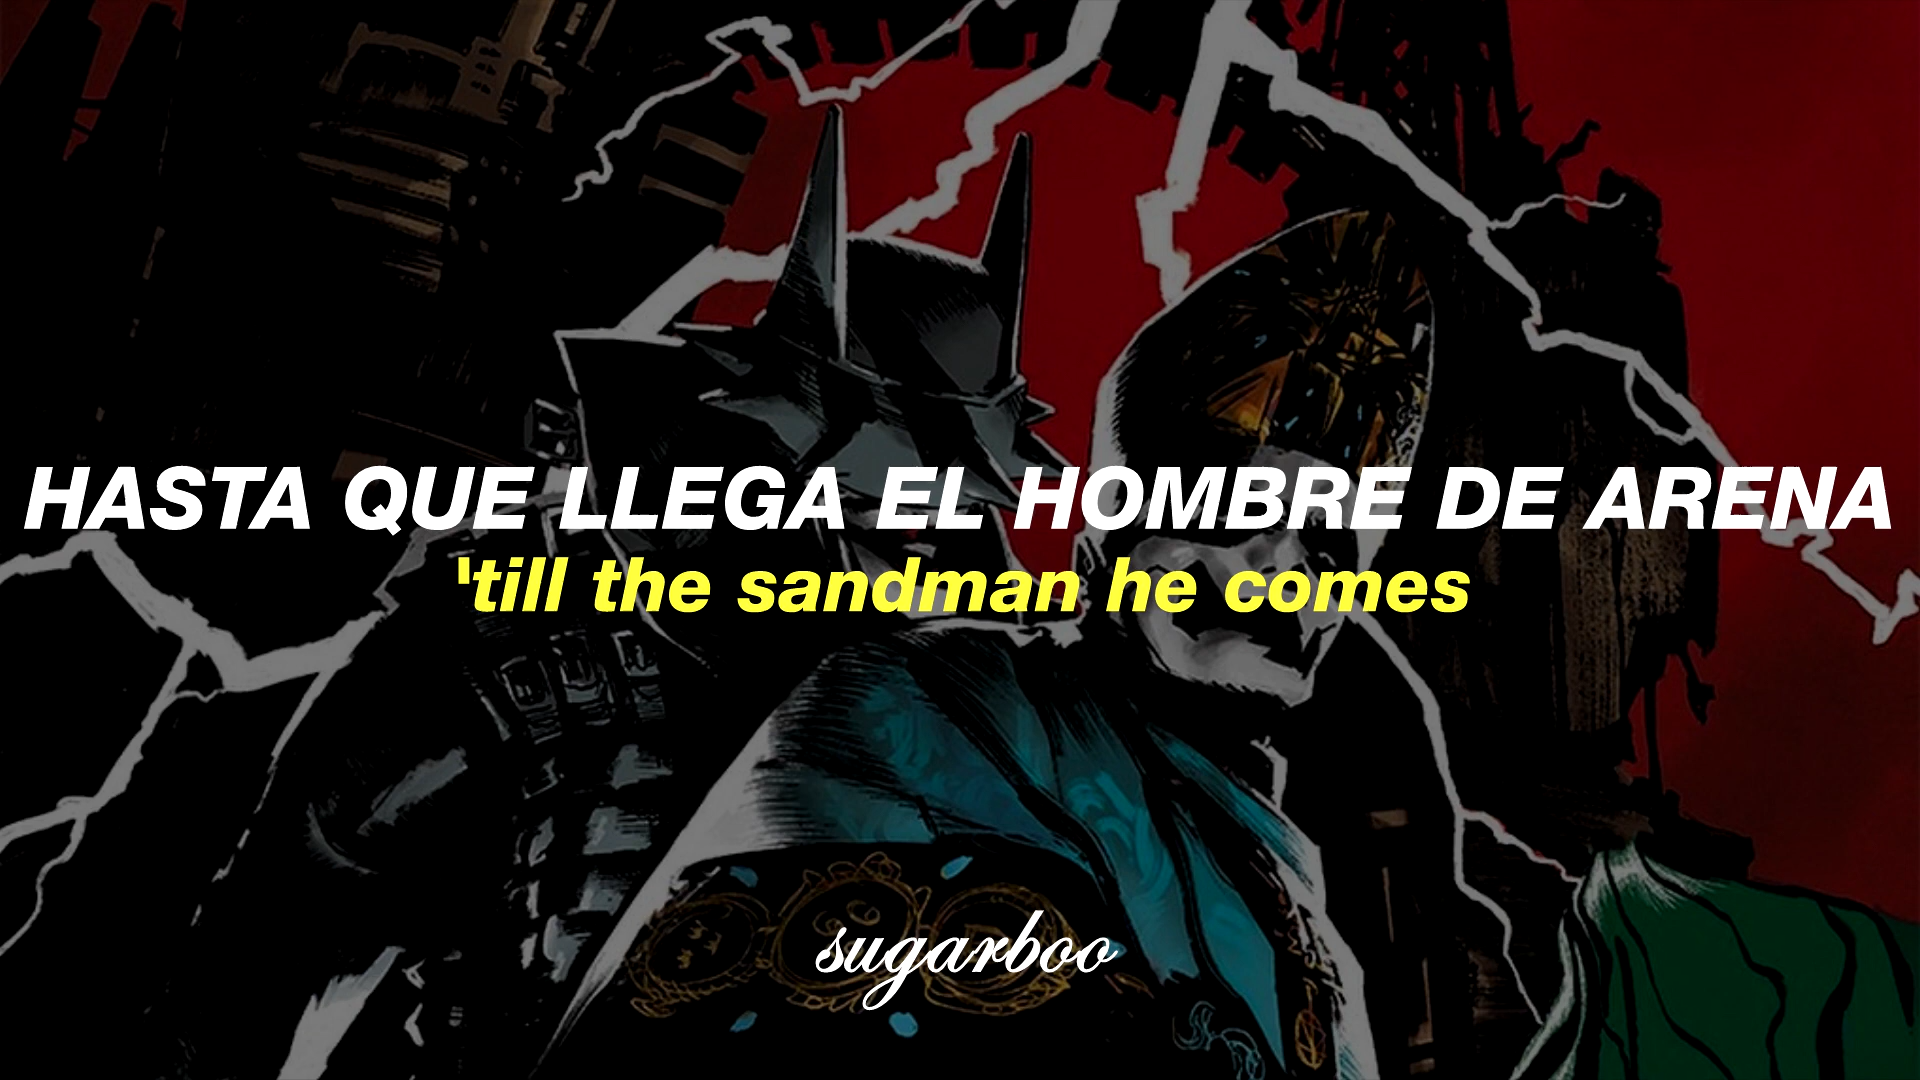 HASTA QUE LLEGA EL HOMBRE DE ARENA
'till the sandman he comes
sugarboo